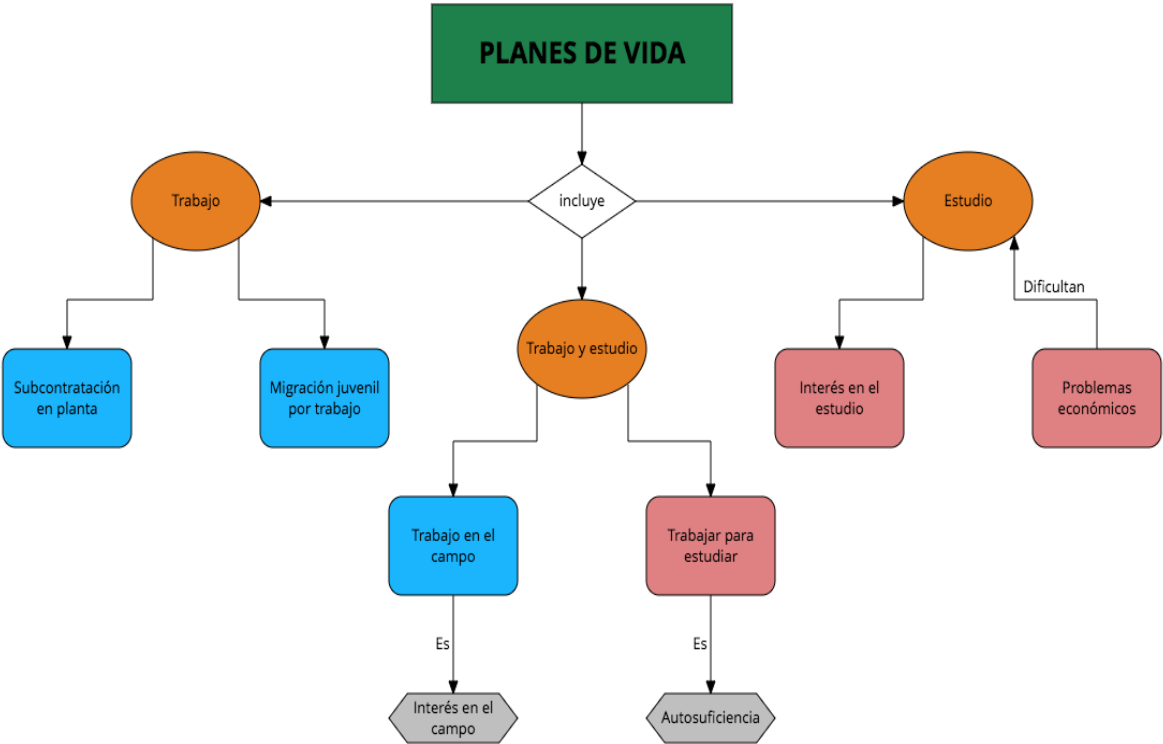 PLANES DE VIDA
Trabajo
incluye
Estudio
Dificultan
Trabajo y estudio
Subcontratación
en planta
Migración juvenil
por trabajo
Interés en el
estudio
Problemas
económicos
Trabajo en el
campo
Trabajar para
estudiar
Es
Es
Interés en el
campo
Autosuficiencia